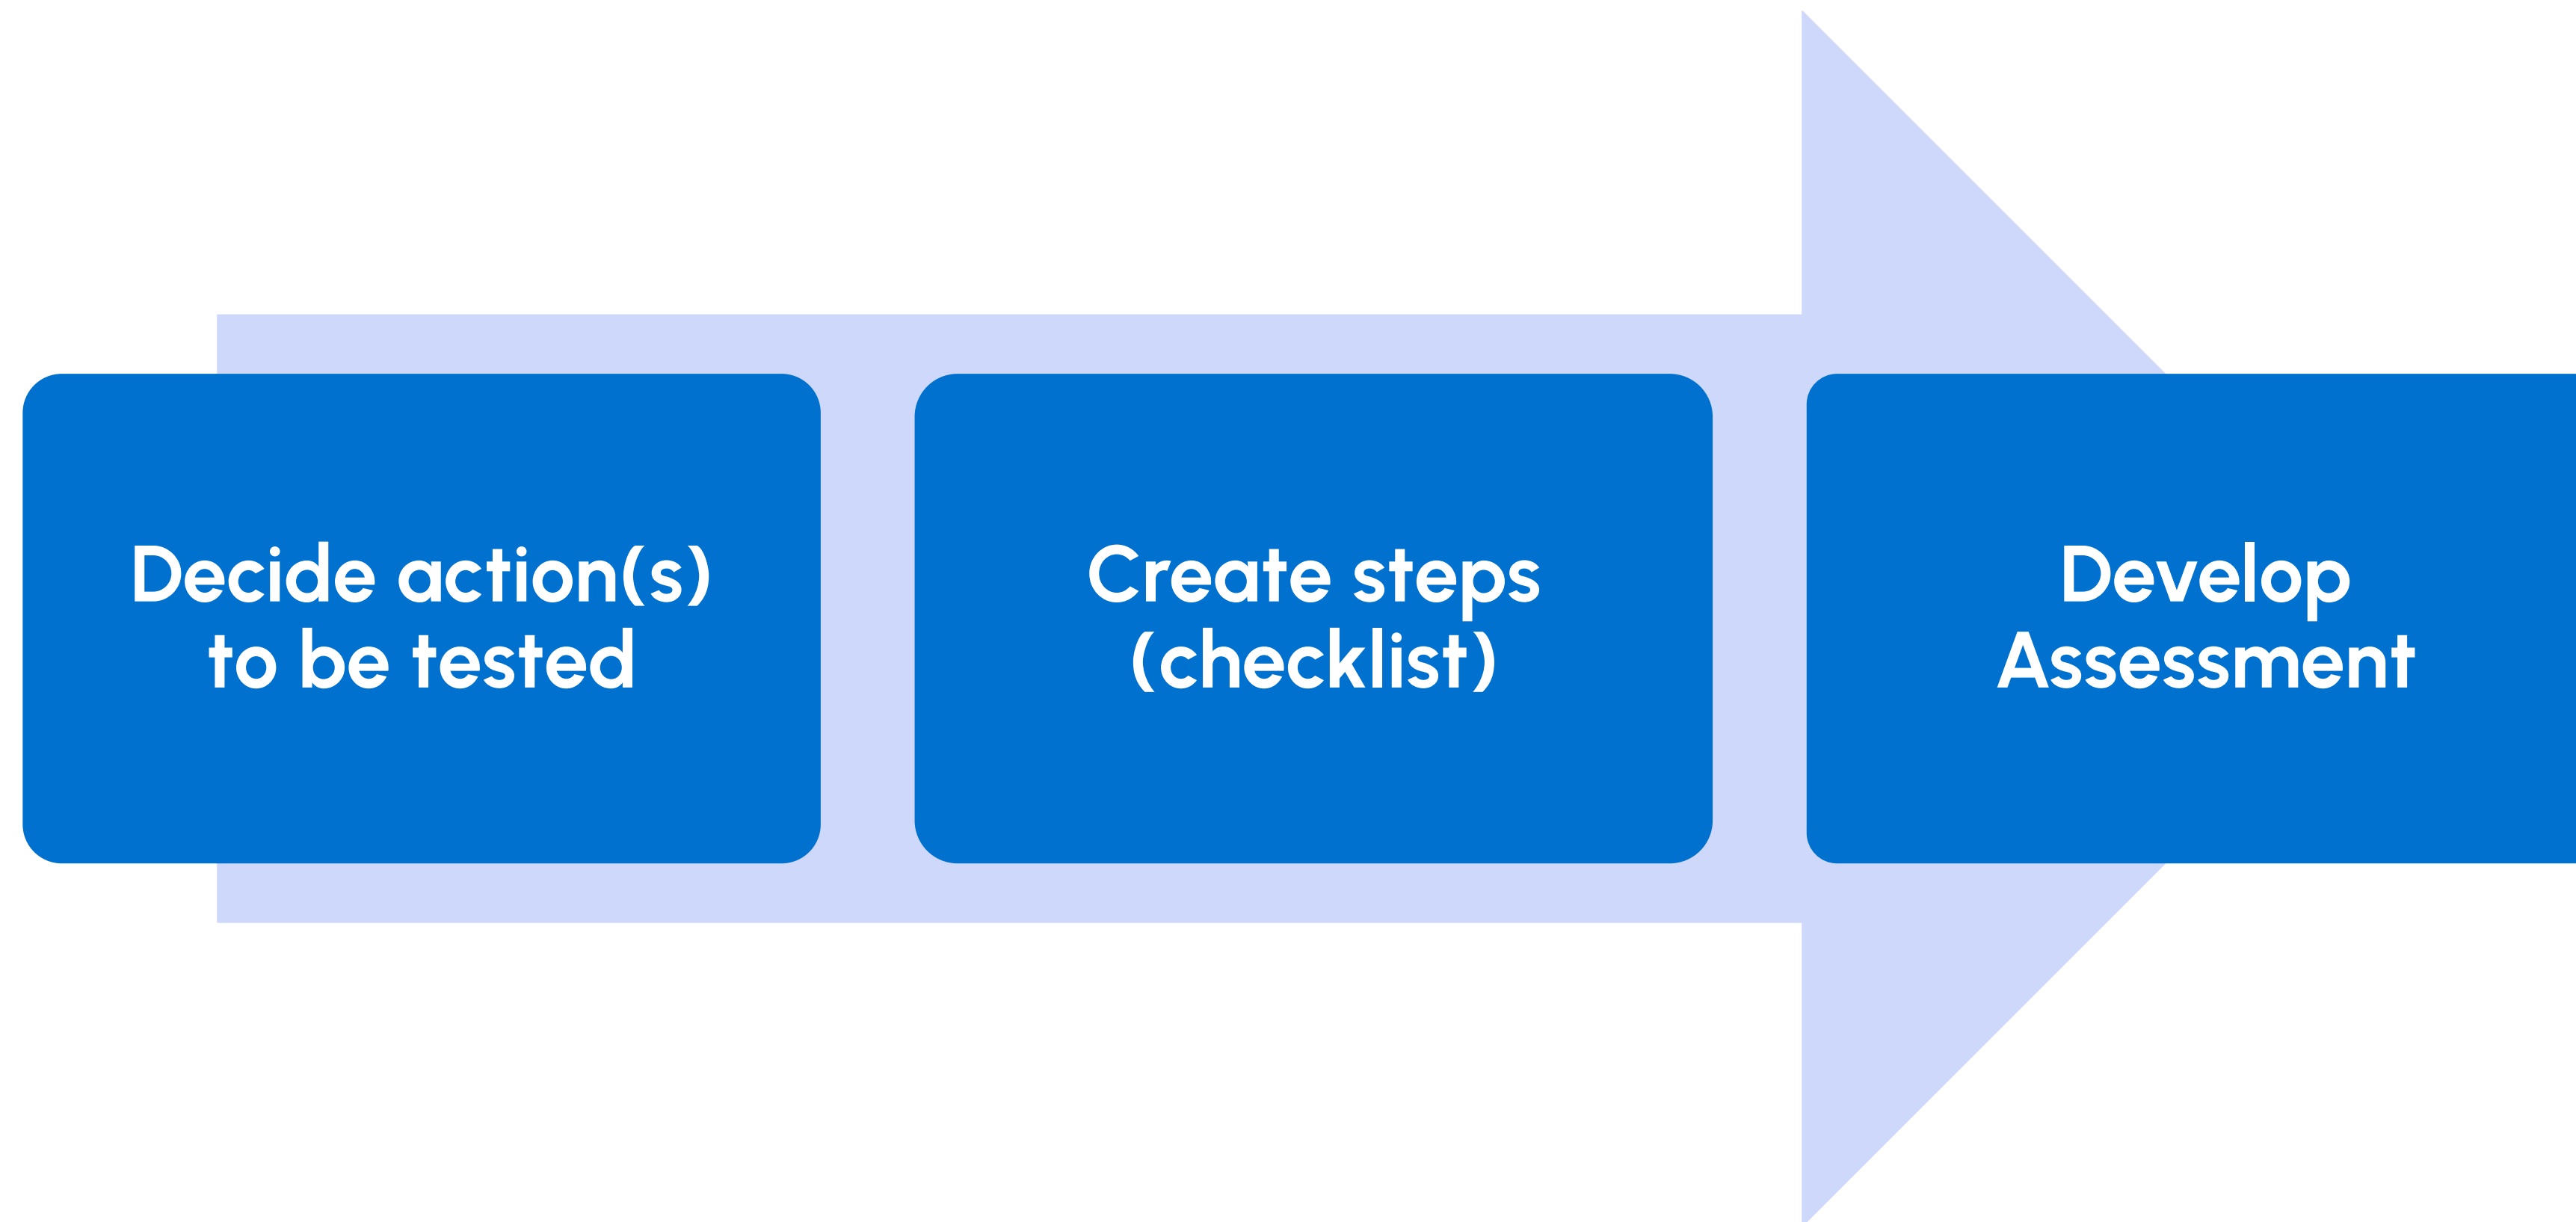 Decide action(s)
to be tested
Create steps
(checklist)
Develop
Assessment